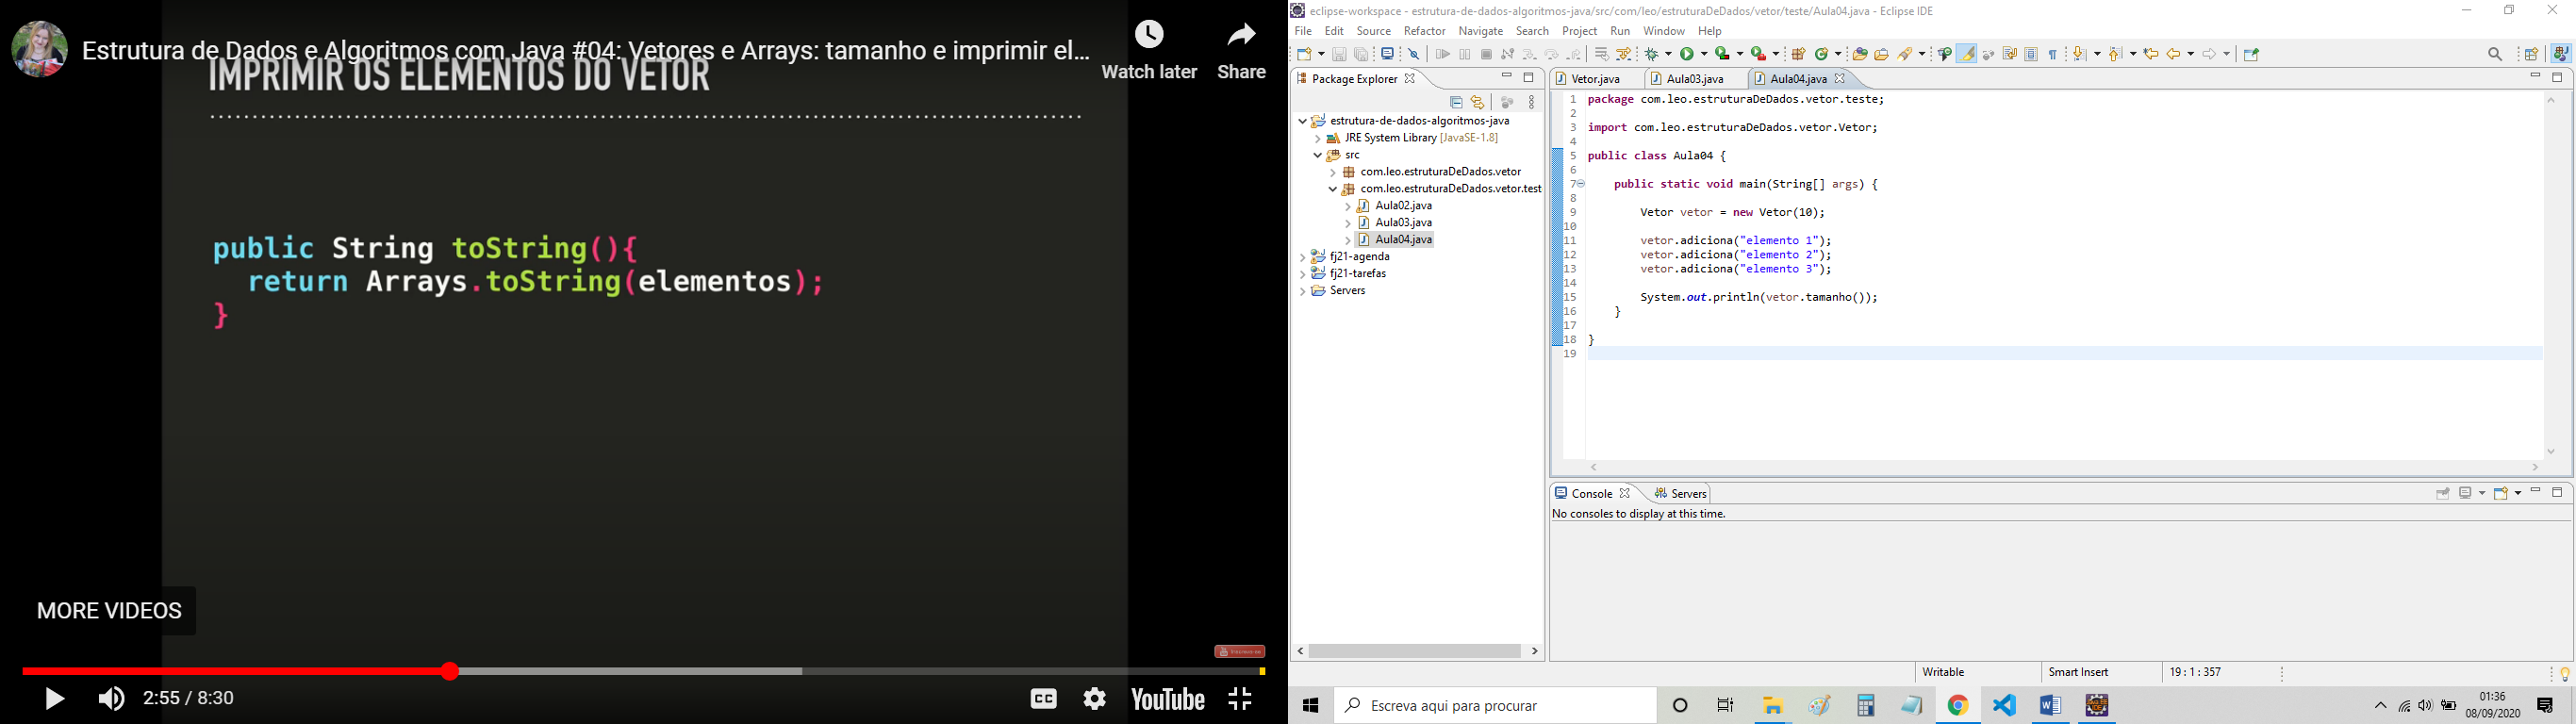 Estrutura de Dados e Algoritmos com Java #04: Vetores e Arrays: tamanho e imprimir el...
Watch later
Share
IMPRIMIR OS ELEMENTOS DO VETOR
public String toString(){
return Arrays.toString(elementos);
}
MORE VIDEOS
2:55 / 8:30
CC
YouTube
eclipse-workspace - estrutura-de-dados-algoritmos-java/src/com/leo/estruturaDeDados/vetor/teste/Aula04.java - Eclipse IDE
File Edit Source Refactor Navigate Search Project Run Window Help
Package Explorer
estrutura-de-dados-algoritmos-java
JRE System Library [JavaSE-1.8]
src
com.leo.estruturaDeDados.vetor
com.leo.estruturaDeDados.vetor.test
Aula02.java
Aula03.java
Aula04.java
fj21-agenda
fj21-tarefas
Servers
Vetor.java Aula03.java Aula04.java
1 package com.leo.estruturaDeDados.vetor.teste;
2
3 import com.leo.estruturaDeDados.vetor.Vetor;
4
5 public class Aula04 {
6
7 public static void main(String[] args) {
8
9 Vetor vetor = new Vetor(10);
10
11 vetor.adiciona("elemento 1");
12 vetor.adiciona("elemento 2");
13 vetor.adiciona("elemento 3");
14
15 System.out.println(vetor.tamanho());
16 }
17
18 }
19
Console Servers
No consoles to display at this time.
Writable Smart Insert 19 : 1 : 357
Escreva aqui para procurar
01:36
08/09/2020